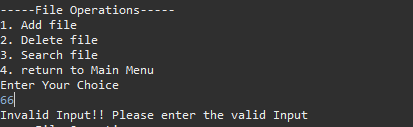 -----File Operations-----
1. Add file
2. Delete file
3. Search file
4. return to Main Menu
Enter Your Choice
66
Invalid Input!! Please enter the valid Input